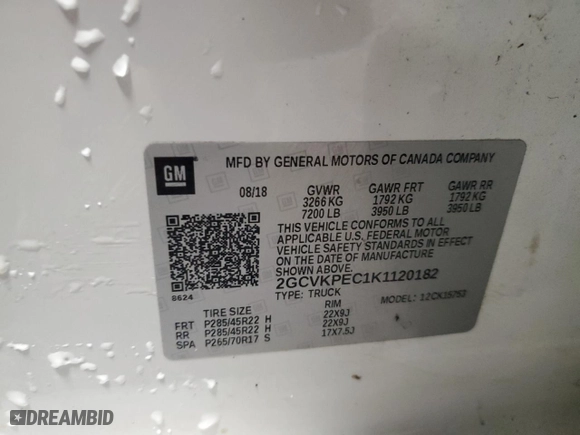 GM
MFD BY GENERAL MOTORS OF CANADA COMPANY
08/18 GVWR GAWR FRT GAWR RR
3266 KG 1792 KG 1792 KG
7200 LB 3950 LB 3950 LB
THIS VEHICLE CONFORMS TO ALL
APPLICABLE U.S. FEDERAL MOTOR
VEHICLE SAFETY STANDARDS IN EFFECT
ON THE DATE OF MANUFACTURE
SHOWN ABOVE.
2GCVKPEC1K1120182
8624
TYPE: TRUCK MODEL: 12CK15753
TIRE SIZE RIM
FRT P285/45R22 H 22X9J
RR P285/45R22 H 22X9J
SPA P265/70R17 S 17X7.5J
DREAMBID